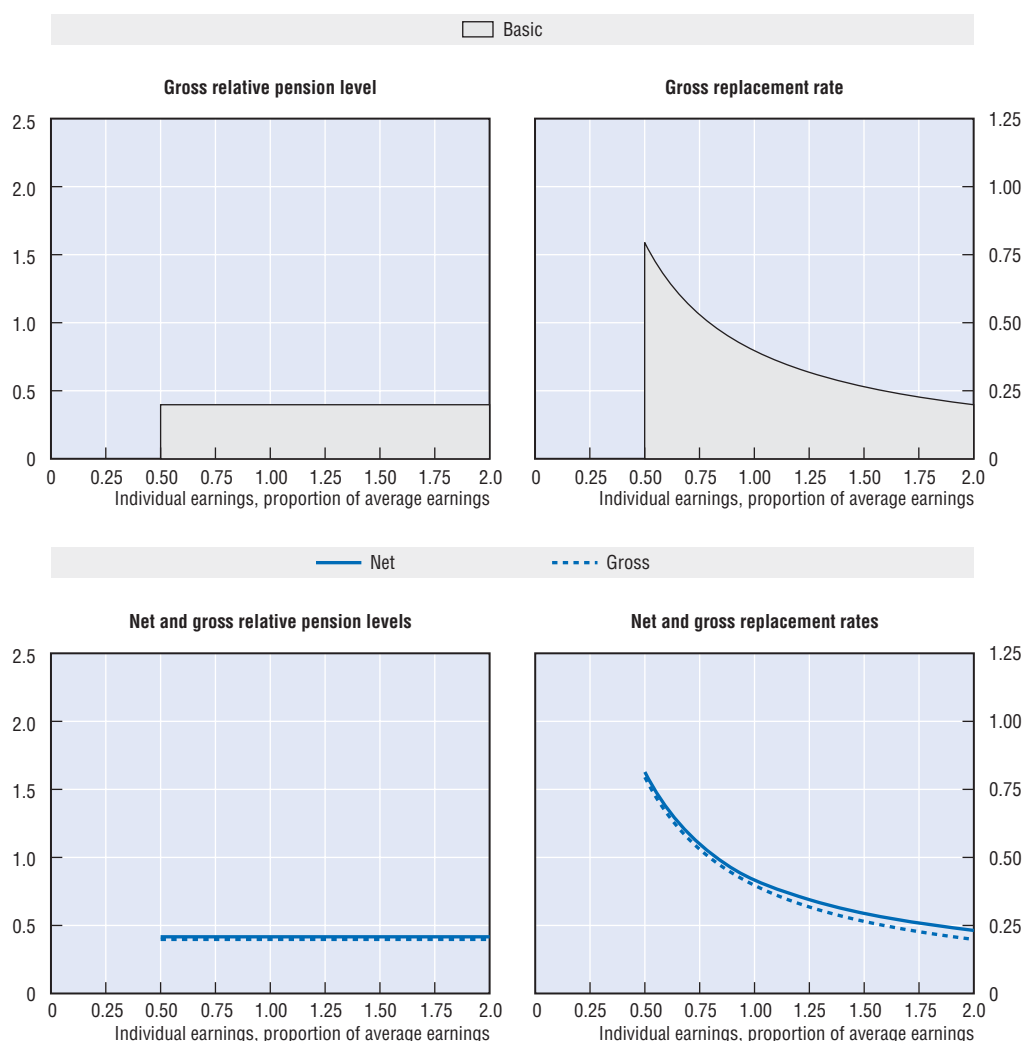 Basic
Gross relative pension level
Gross replacement rate
2.5
2.0
1.5
1.0
0.5
0
0 0.25 0.50 0.75 1.00 1.25 1.50 1.75 2.0
Individual earnings, proportion of average earnings
1.25
1.00
0.75
0.50
0.25
0
0 0.25 0.50 0.75 1.00 1.25 1.50 1.75 2.0
Individual earnings, proportion of average earnings
Net Gross
Net and gross relative pension levels
Net and gross replacement rates
2.5
2.0
1.5
1.0
0.5
0
0 0.25 0.50 0.75 1.00 1.25 1.50 1.75 2.0
Individual earnings, proportion of average earnings
1.25
1.00
0.75
0.50
0.25
0
0 0.25 0.50 0.75 1.00 1.25 1.50 1.75 2.0
Individual earnings, proportion of average earnings